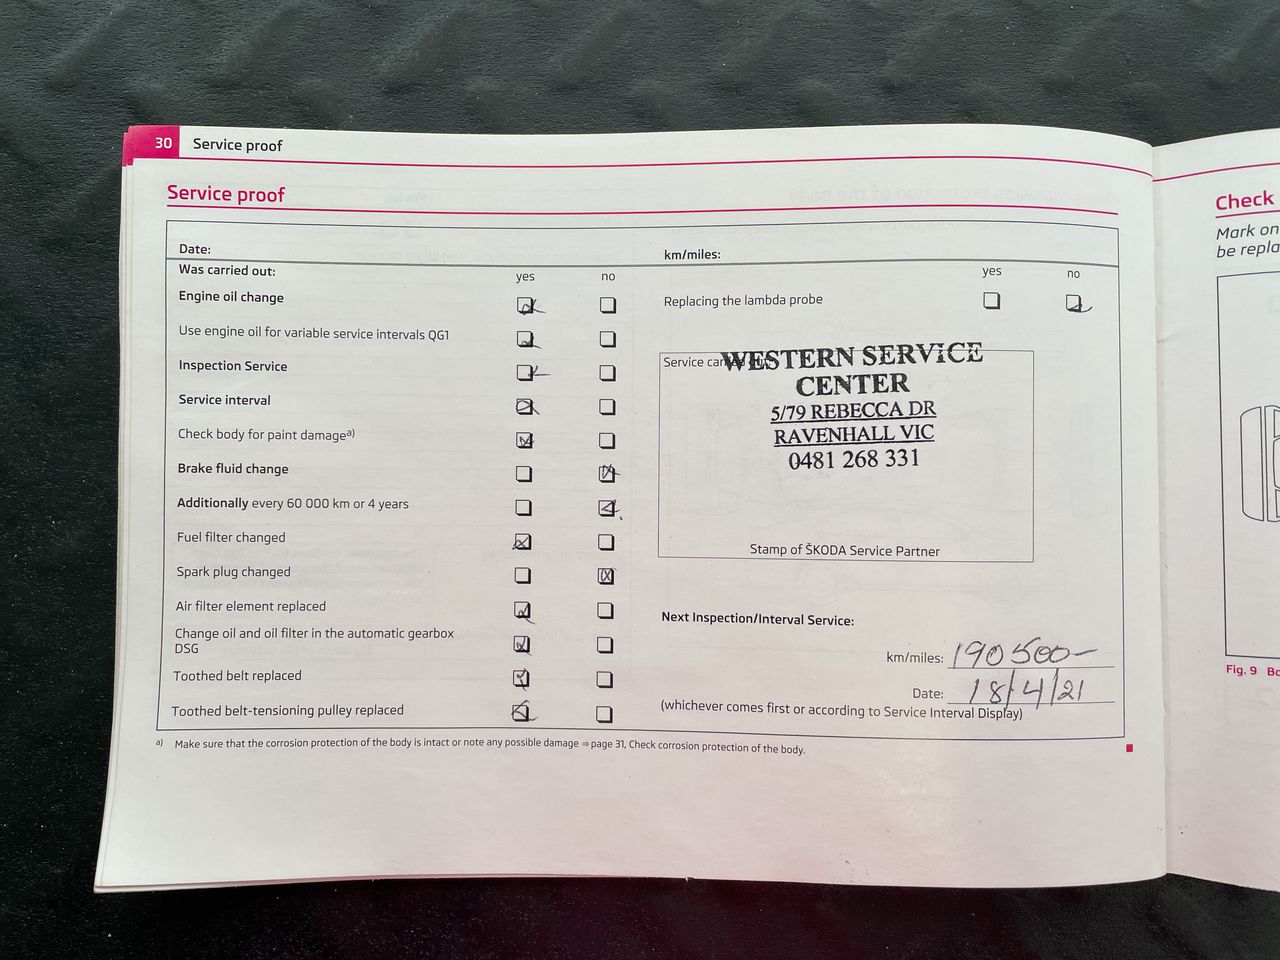 30 Service proof
Service proof
Date:
km/miles:
Was carried out:
yes no
yes no
Engine oil change
Replacing the lambda probe
Use engine oil for variable service intervals QG1
Inspection Service
Service interval
Check body for paint damagea)
Brake fluid change
Additionally every 60 000 km or 4 years
Fuel filter changed
Spark plug changed
Air filter element replaced
Change oil and oil filter in the automatic gearbox
DSG
Toothed belt replaced
Toothed belt-tensioning pulley replaced
Service
WESTERN SERVICE
CENTER
5/79 REBECCA DR
RAVENHALL VIC
0481 268 331
Stamp of ŠKODA Service Partner
Next Inspection/Interval Service:
km/miles: 190500-
Date: 18/4/21
(whichever comes first or according to Service Interval Display)
a) Make sure that the corrosion protection of the body is intact or note any possible damage ⇒ page 31, Check corrosion protection of the body.
Check
Mark on
be repla
Fig. 9 Bo